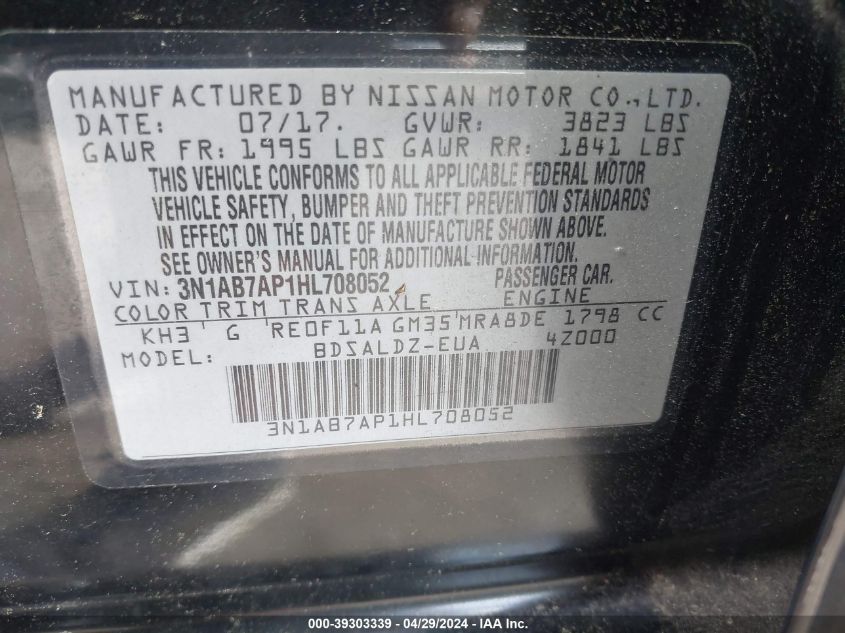 MANUFACTURED BY NISSAN MOTOR CO., LTD.
DATE: 07/17. GVWR: 3823 LBS
GAWR FR: 1995 LBS GAWR RR: 1841 LBS
THIS VEHICLE CONFORMS TO ALL APPLICABLE FEDERAL MOTOR
VEHICLE SAFETY, BUMPER AND THEFT PREVENTION STANDARDS
IN EFFECT ON THE DATE OF MANUFACTURE SHOWN ABOVE.
SEE OWNER'S MANUAL FOR ADDITIONAL INFORMATION.
VIN: 3N1AB7AP1HL708052 PASSENGER CAR.
COLOR TRIM TRANS AXLE ENGINE
KH3 G RE0F11A GM35 MRA8DE 1798 CC
MODEL: BDSALDZ-EUA 4Z000
3N1AB7AP1HL708052
000-39303339 - 04/29/2024 - IAA Inc.